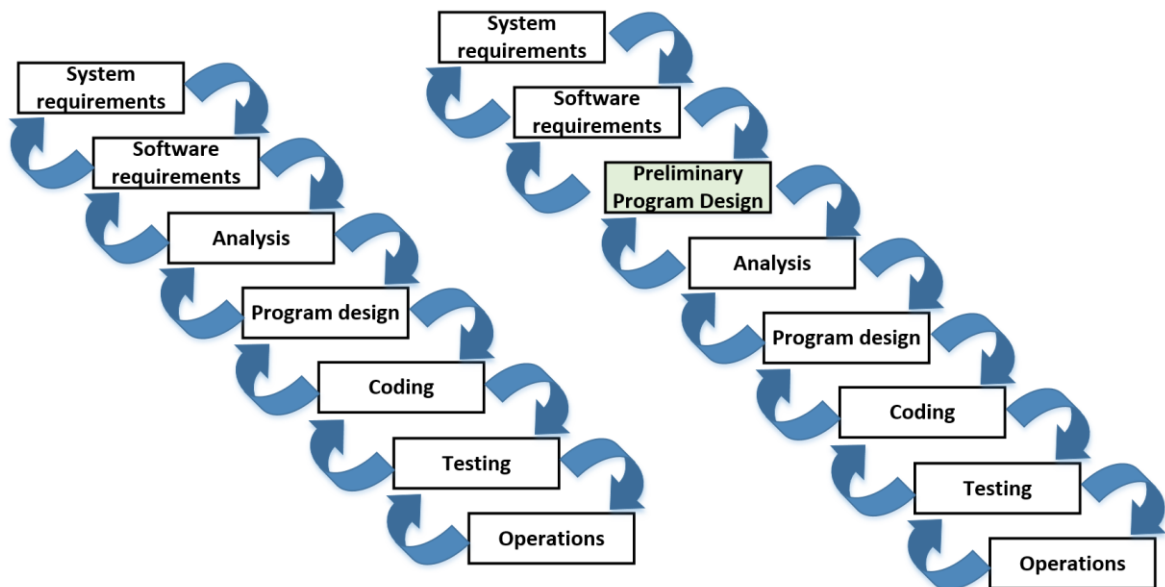 System
requirements
Software
requirements
Analysis
Program design
Coding
Testing
Operations
System
requirements
Software
requirements
Preliminary
Program Design
Analysis
Program design
Coding
Testing
Operations